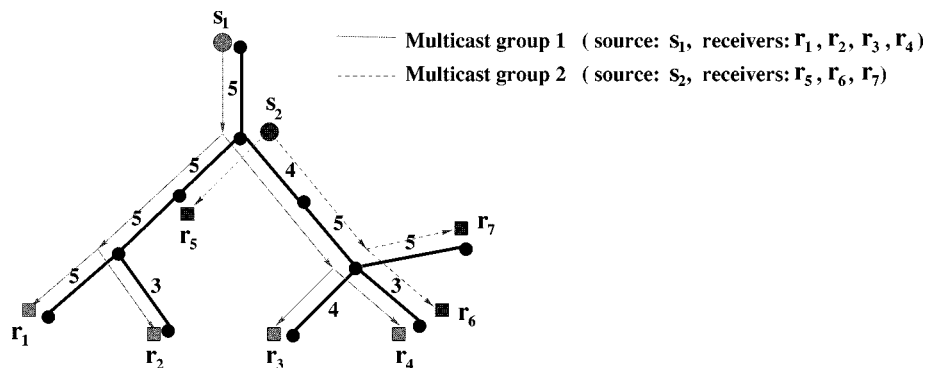 s1
Multicast group 1 ( source: s1, receivers: r1 , r2, r3 , r4 )
Multicast group 2 ( source: s2, receivers: r5, r6, r7)
5
s2
5
4
5
5
r5
r7
5
5
3
3
4
r6
r1
r2
r3
r4